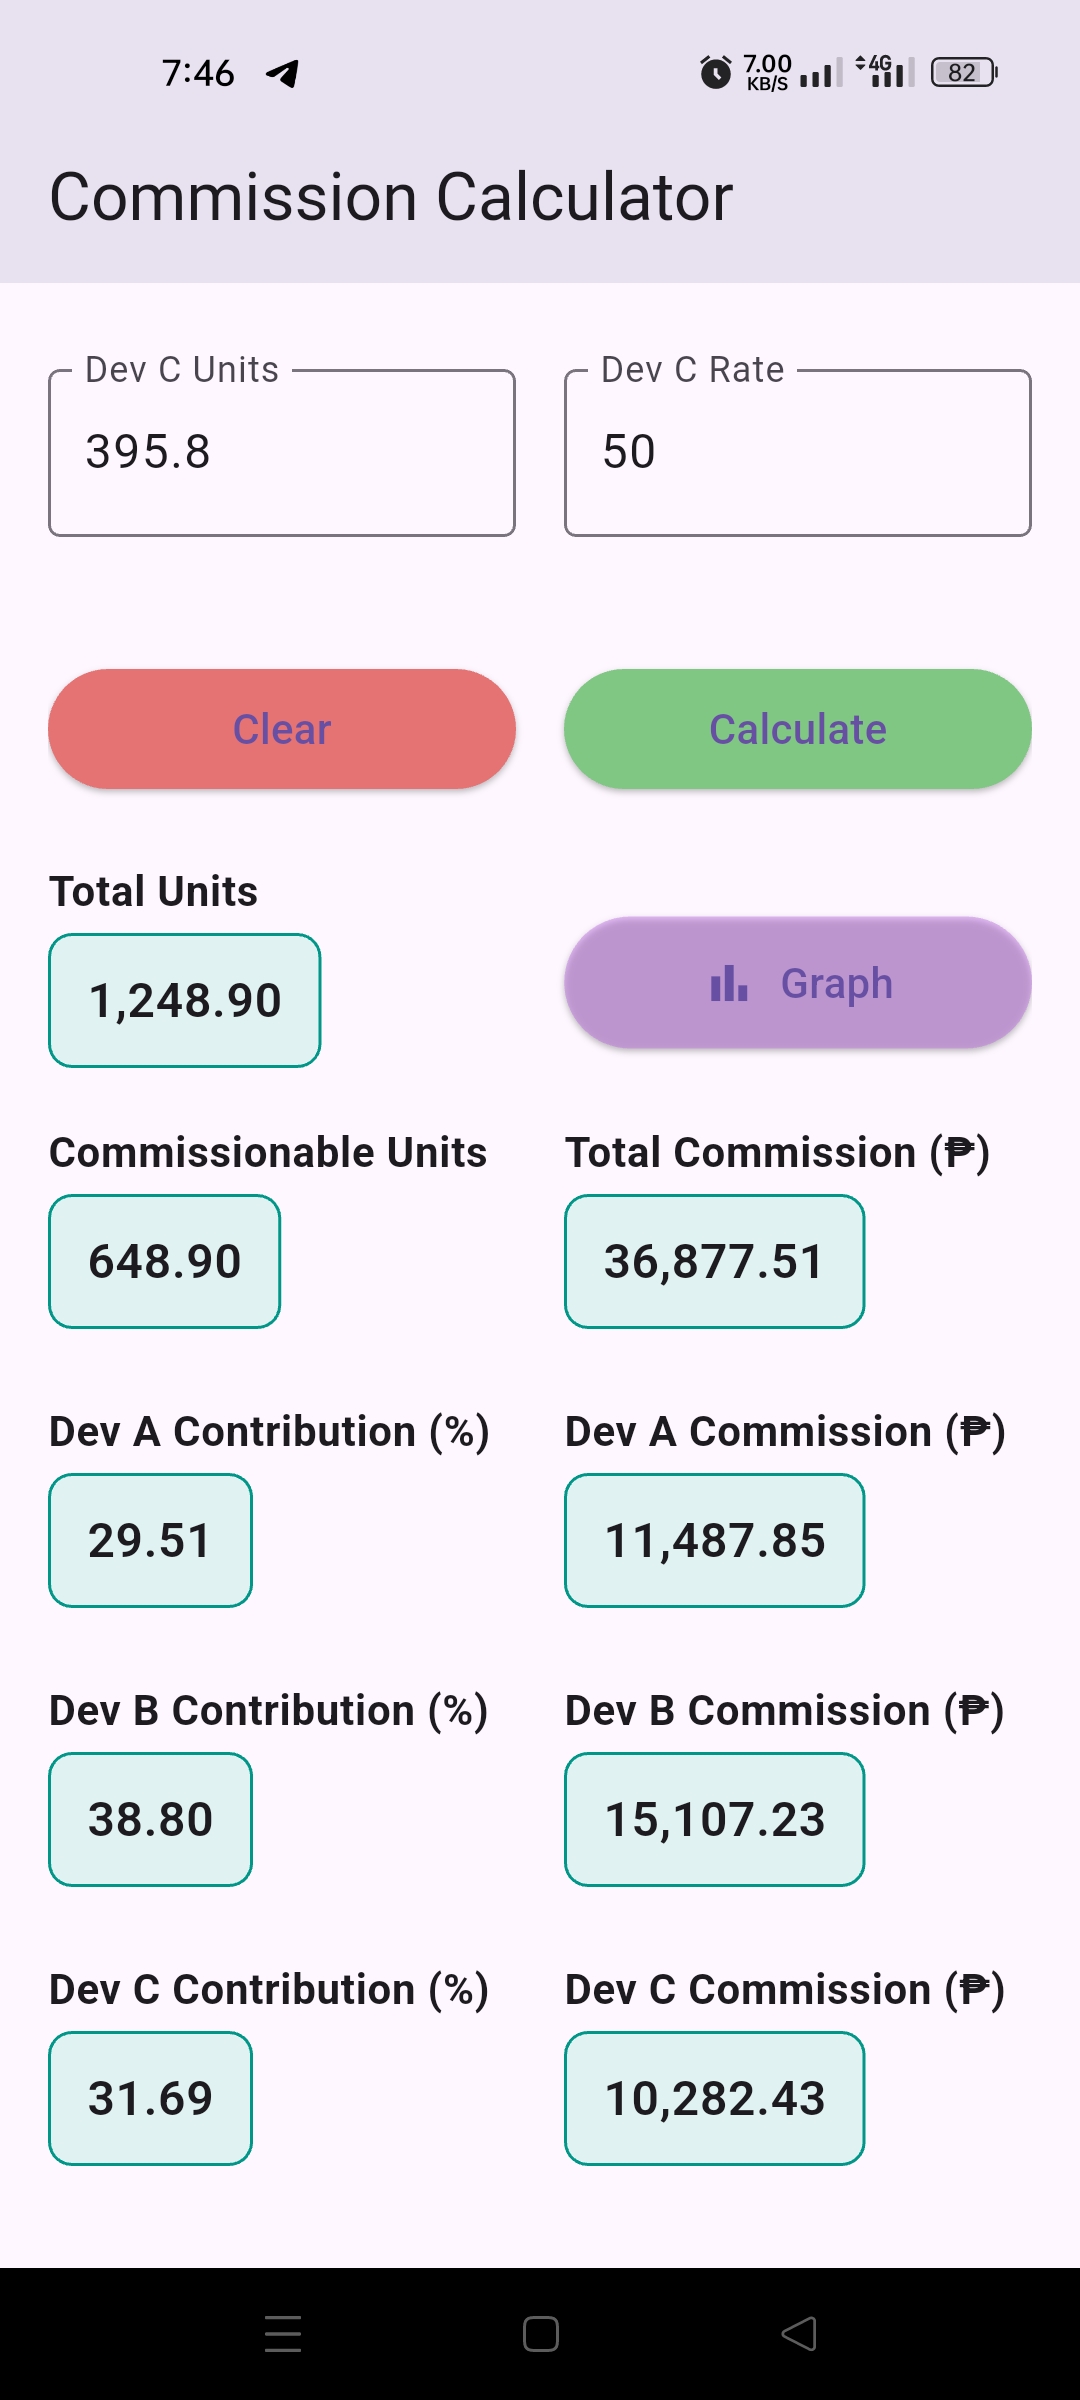 7:46 7.00 KB/S 4G 82
Commission Calculator
Dev C Units Dev C Rate
395.8 50
Clear Calculate
Total Units
1,248.90 Graph
Commissionable Units Total Commission (₱)
648.90 36,877.51
Dev A Contribution (%) Dev A Commission (₱)
29.51 11,487.85
Dev B Contribution (%) Dev B Commission (₱)
38.80 15,107.23
Dev C Contribution (%) Dev C Commission (₱)
31.69 10,282.43